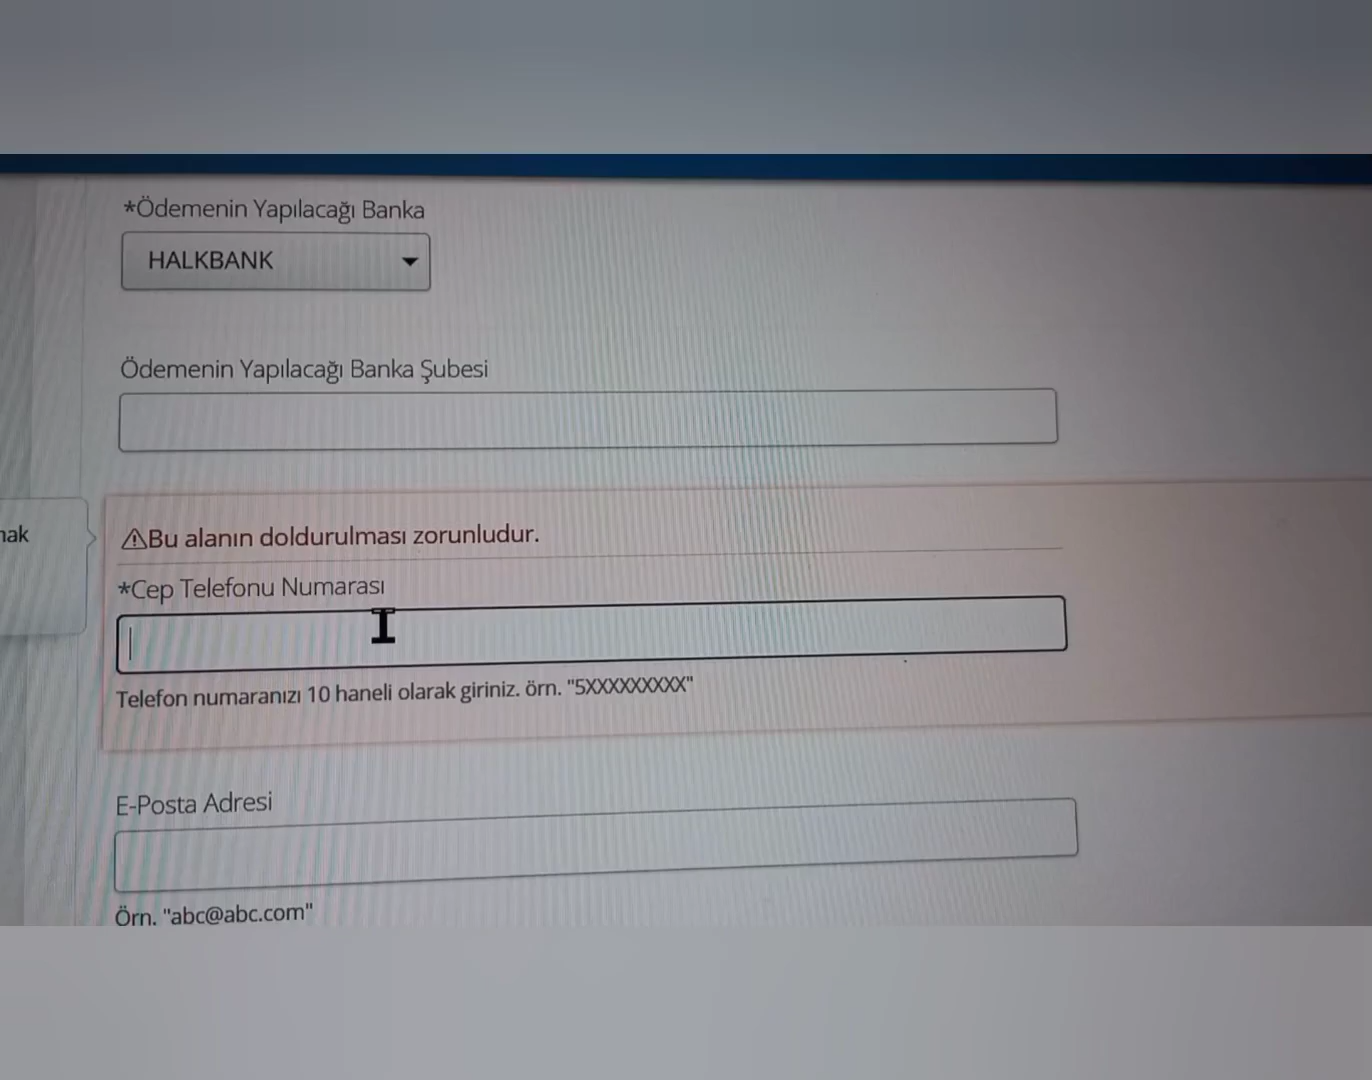 *Ödemenin Yapılacağı Banka
HALKBANK
Ödemenin Yapılacağı Banka Şubesi
Bu alanın doldurulması zorunludur.
*Cep Telefonu Numarası
Telefon numaranızı 10 haneli olarak giriniz. örn. "5XXXXXXXXX"
E-Posta Adresi
Örn. "abc@abc.com"